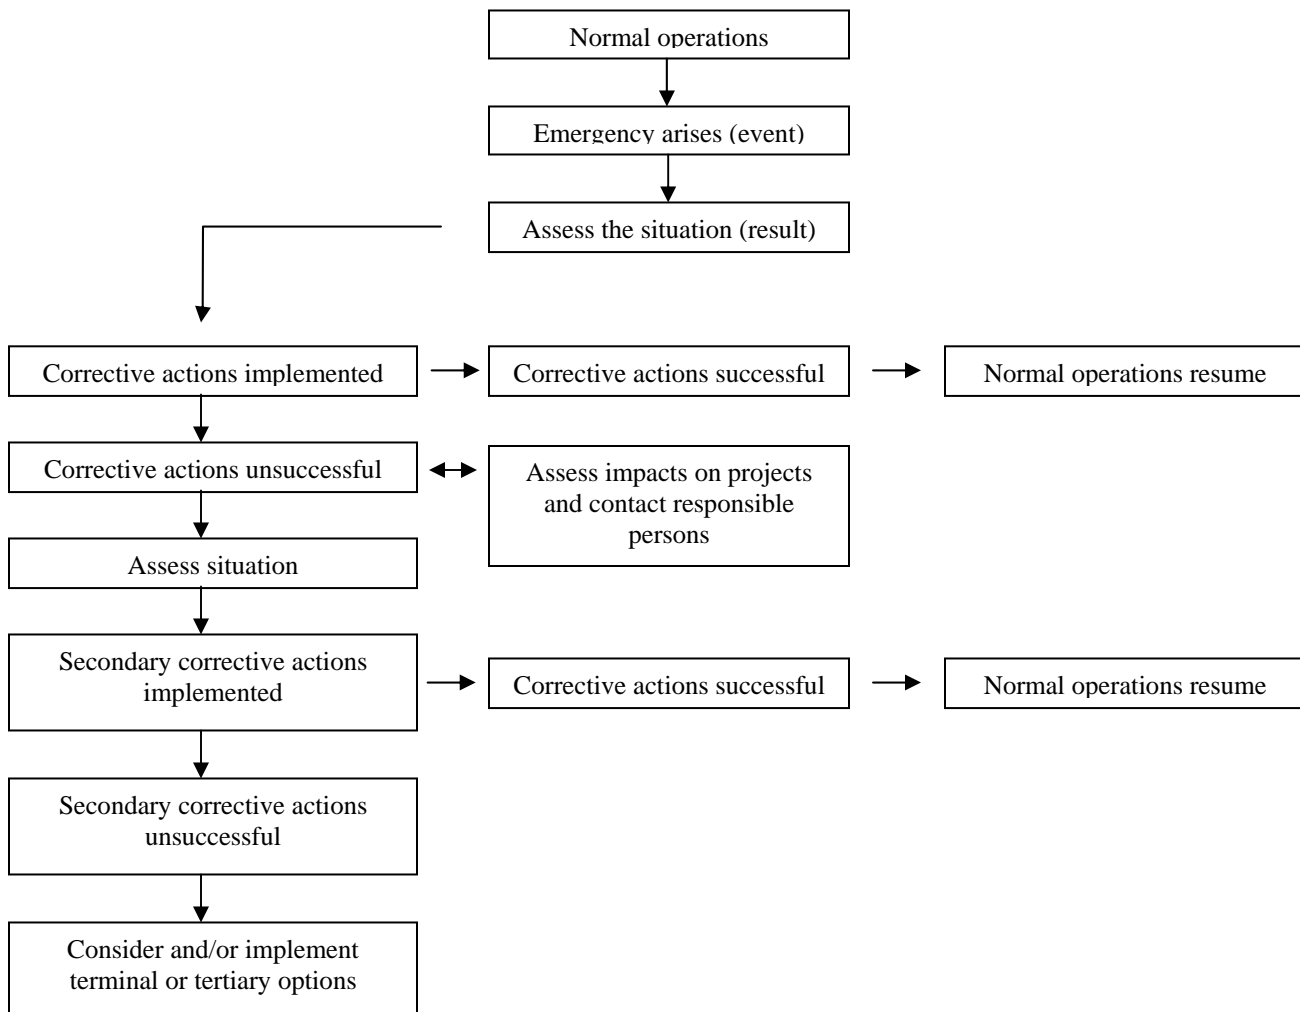 Normal operations
Emergency arises (event)
Assess the situation (result)
Corrective actions implemented
Corrective actions successful
Normal operations resume
Corrective actions unsuccessful
Assess impacts on projects
and contact responsible
persons
Assess situation
Secondary corrective actions
implemented
Corrective actions successful
Normal operations resume
Secondary corrective actions
unsuccessful
Consider and/or implement
terminal or tertiary options